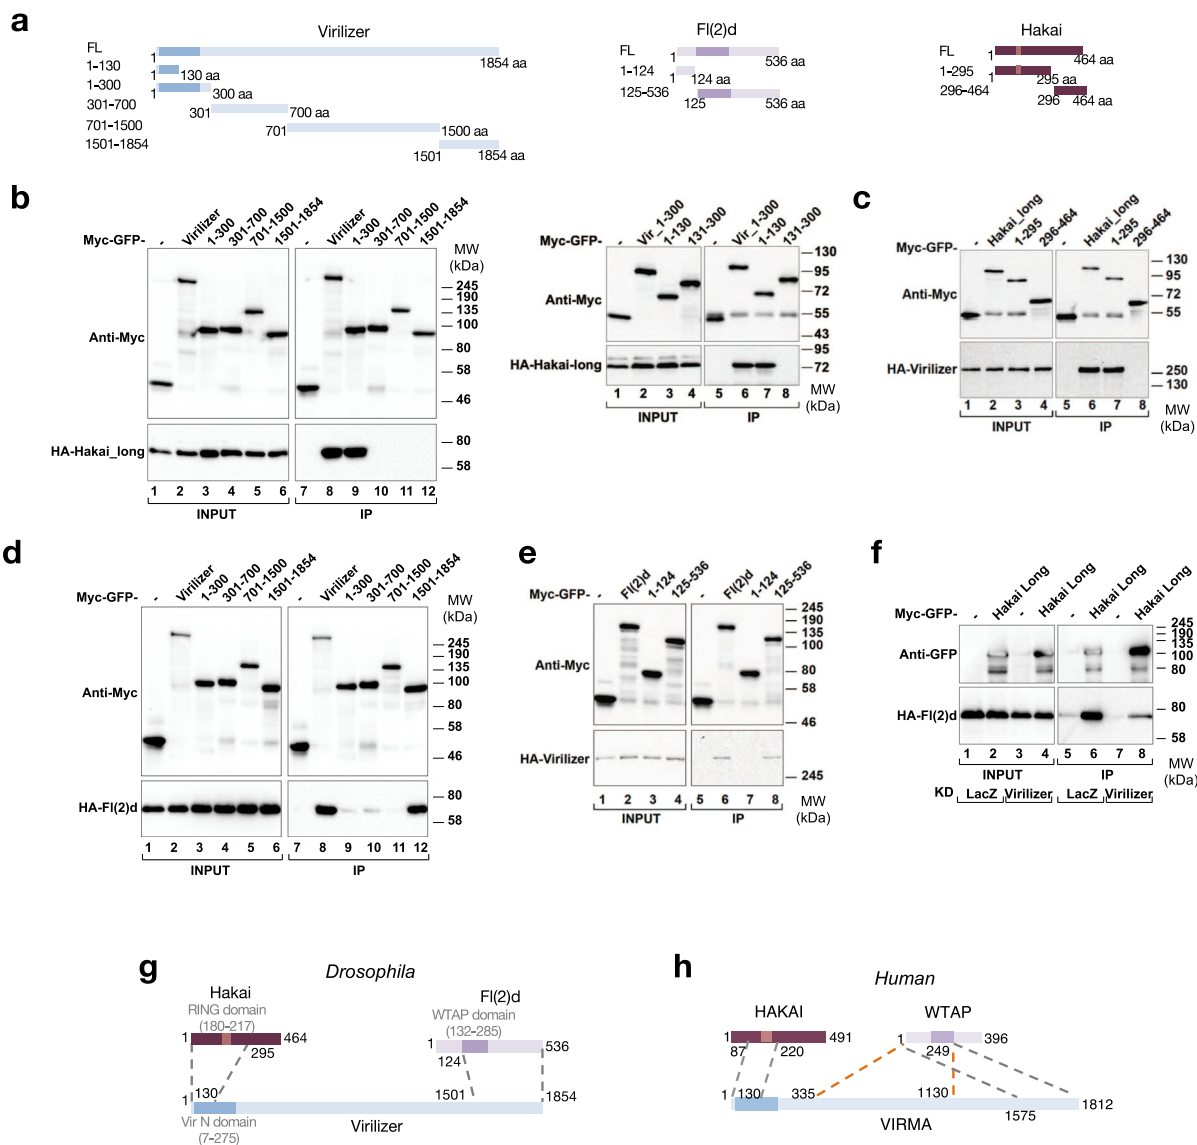 a
Virilizer
FL
1
1854 aa
1-130
1
130 aa
1-300
1
300 aa
301-700
301
700 aa
701-1500
701
1500 aa
1501-1854
1501
1854 aa
Fl(2)d
FL
1
536 aa
1-124
1
124 aa
125-536
125
536 aa
Hakai
FL
1
464 aa
1-295
1
295 aa
296-464
296
464 aa
b
Myc-GFP-
- Virilizer 1-300 301-700 701-1500 1501-1854
- Virilizer 1-300 301-700 701-1500 1501-1854
MW
(kDa)
Anti-Myc
245
190
135
100
80
58
46
HA-Hakai_long
80
58
1 2 3 4 5 6 7 8 9 10 11 12
INPUT IP
Myc-GFP-
- Vir_1-300 1-130 131-300
- Vir_1-300 1-130 131-300
Anti-Myc
130
95
72
55
43
HA-Hakai-long
95
72
1 2 3 4 5 6 7 8
INPUT IP
MW
(kDa)
c
Myc-GFP-
- Hakai_long 1-295 296-464
- Hakai_long 1-295 296-464
Anti-Myc
130
95
72
55
HA-Virilizer
250
130
1 2 3 4 5 6 7 8
INPUT IP
MW
(kDa)
d
Myc-GFP-
- Virilizer 1-300 301-700 701-1500 1501-1854
- Virilizer 1-300 301-700 701-1500 1501-1854
MW
(kDa)
Anti-Myc
245
190
135
100
80
58
46
HA-Fl(2)d
80
58
1 2 3 4 5 6 7 8 9 10 11 12
INPUT IP
e
Myc-GFP-
- Fl(2)d 1-124 125-536
- Fl(2)d 1-124 125-536
Anti-Myc
245
190
135
100
80
58
46
HA-Virilizer
245
1 2 3 4 5 6 7 8
INPUT IP
MW
(kDa)
f
Myc-GFP-
- Hakai Long - Hakai Long
- Hakai Long - Hakai Long
Anti-GFP
245
190
135
100
80
HA-Fl(2)d
80
58
1 2 3 4 5 6 7 8
INPUT IP
MW
(kDa)
KD LacZ Virilizer LacZ Virilizer
g
Drosophila
Hakai
RING domain
(180-217)
1
464
295
Fl(2)d
WTAP domain
(132-285)
1
536
124
1
130
1501
1854
Vir N domain
(7-275)
Virilizer
h
Human
HAKAI
1
491
87
220
WTAP
1
396
249
1
130
335
1130
1812
1575
VIRMA